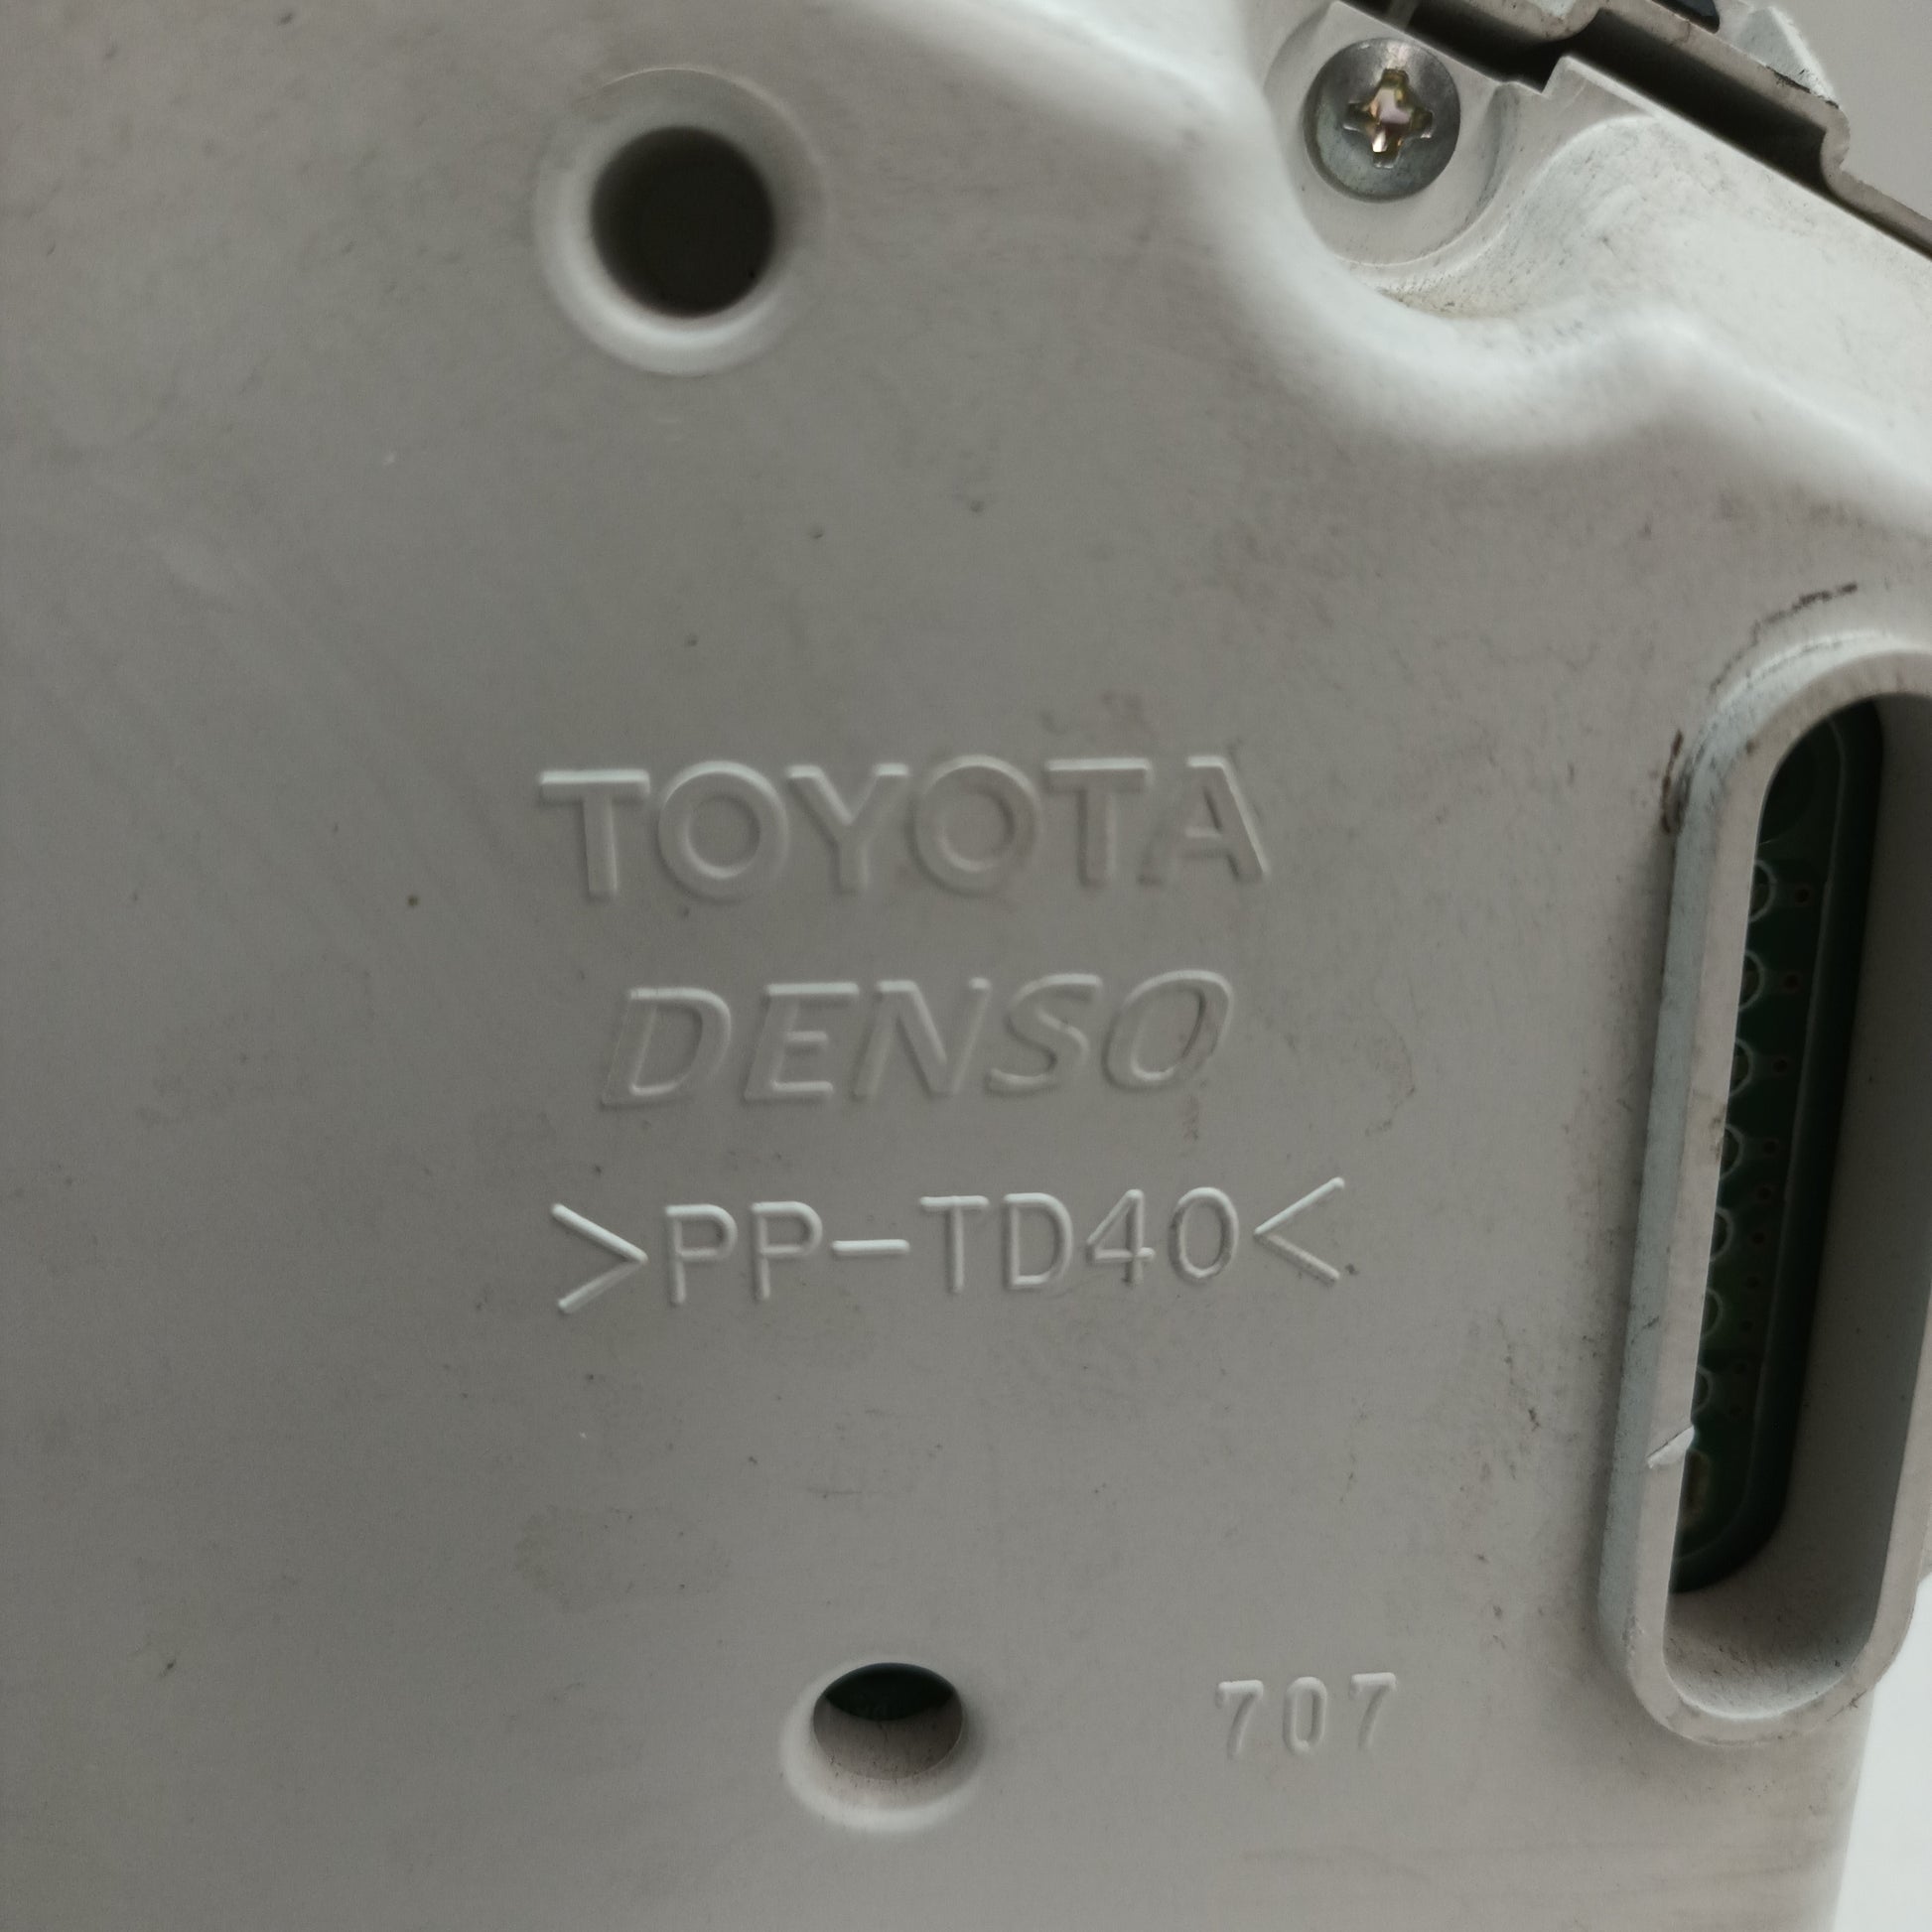 TOYOTA
DENSO
>PP-TD40<
707